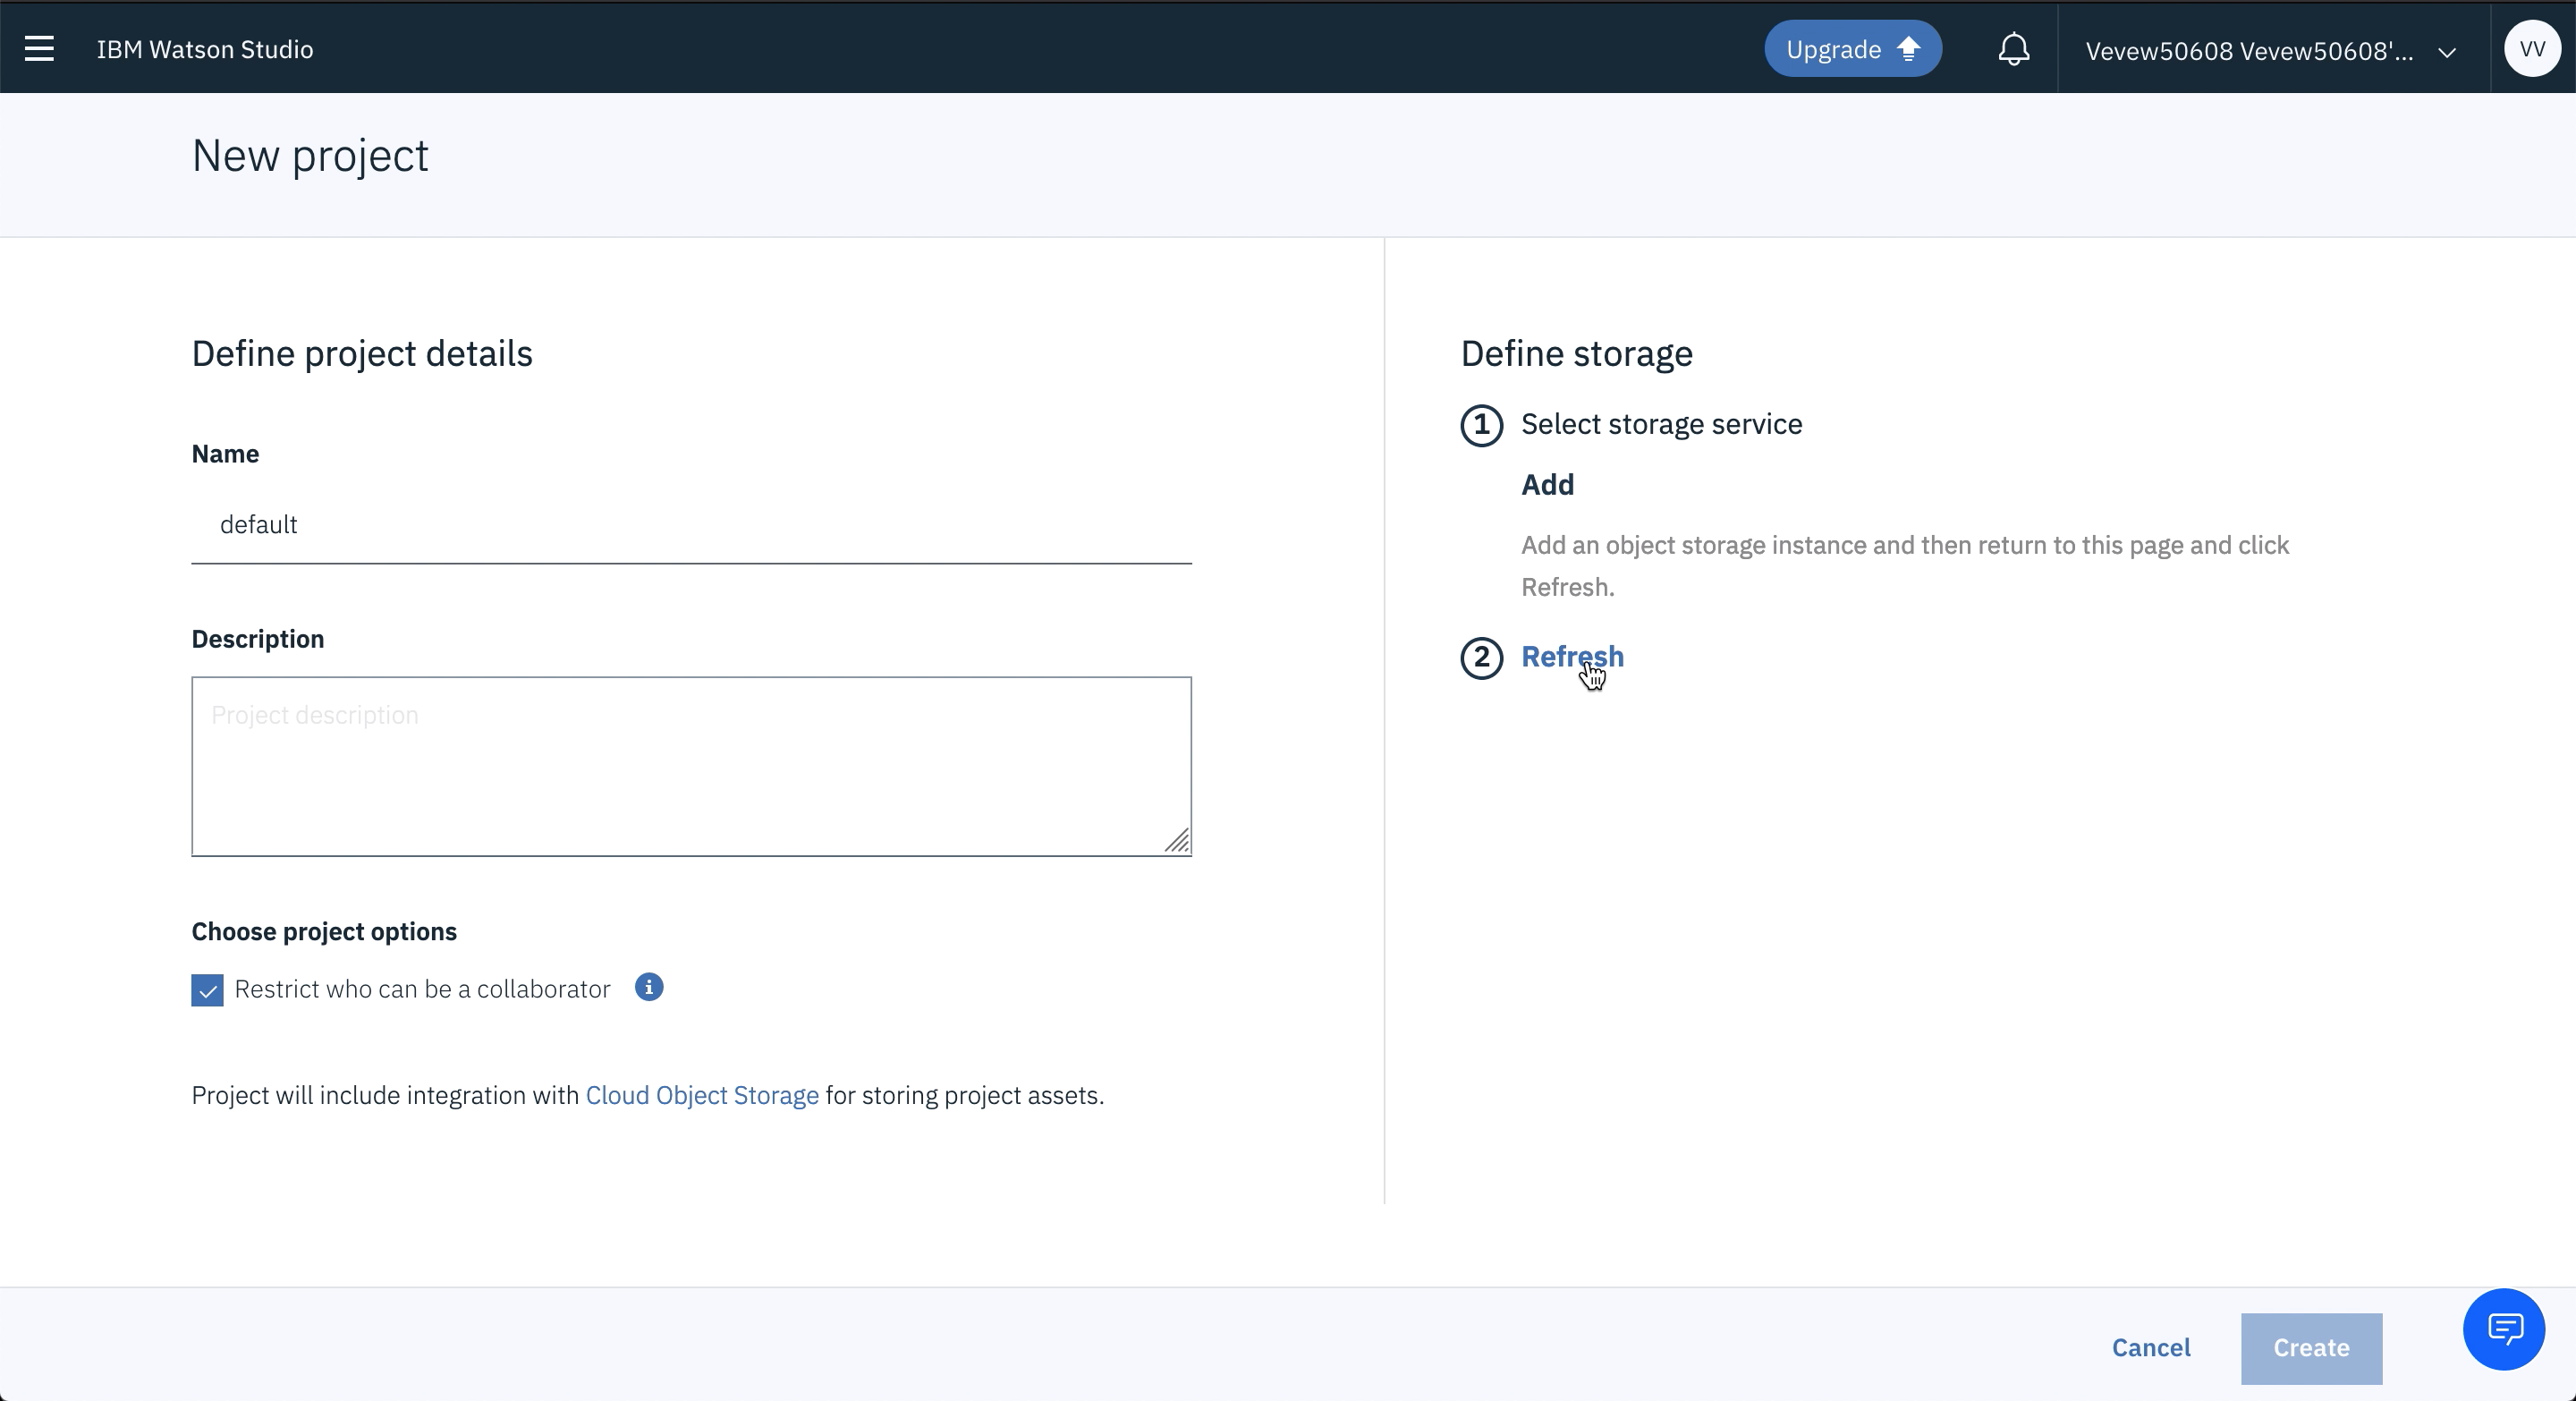 IBM Watson Studio
Upgrade
Vevew50608 Vevew50608'...
VV
New project
Define project details
Name
default
Description
Project description
Choose project options
Restrict who can be a collaborator
i
Project will include integration with Cloud Object Storage for storing project assets.
Define storage
1 Select storage service
Add
Add an object storage instance and then return to this page and click
Refresh.
2 Refresh
Cancel
Create